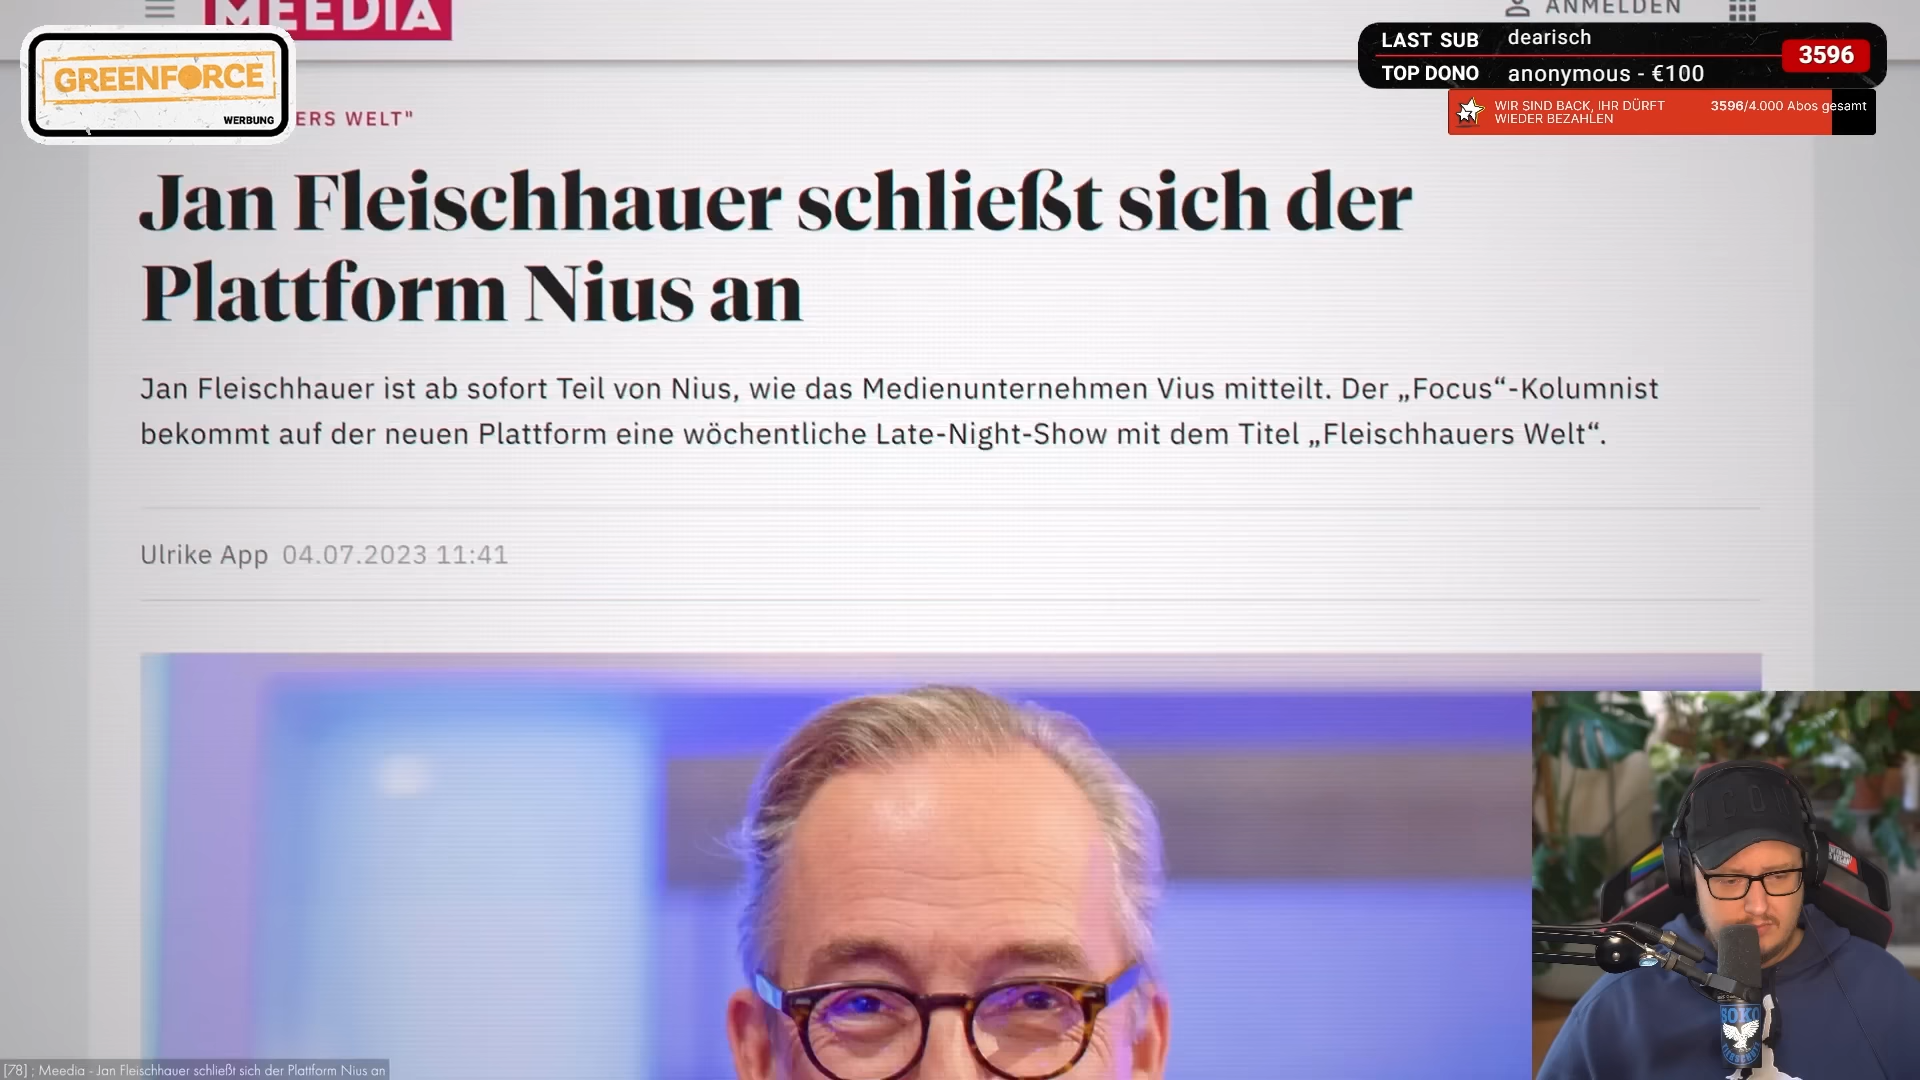 MEEDIA
ANMELDEN
GREENFORCE
WERBUNG
ERS WELT"
LAST SUB dearisch
TOP DONO anonymous - €100
3596
WIR SIND BACK, IHR DÜRFT
WIEDER BEZAHLEN
3596/4.000 Abos gesamt
Jan Fleischhauer schließt sich der
Plattform Nius an
Jan Fleischhauer ist ab sofort Teil von Nius, wie das Medienunternehmen Vius mitteilt. Der „Focus“-Kolumnist
bekommt auf der neuen Plattform eine wöchentliche Late-Night-Show mit dem Titel „Fleischhauers Welt“.
Ulrike App 04.07.2023 11:41
SOKO
[78] ; Meedia - Jan Fleischhauer schließt sich der Plattform Nius an